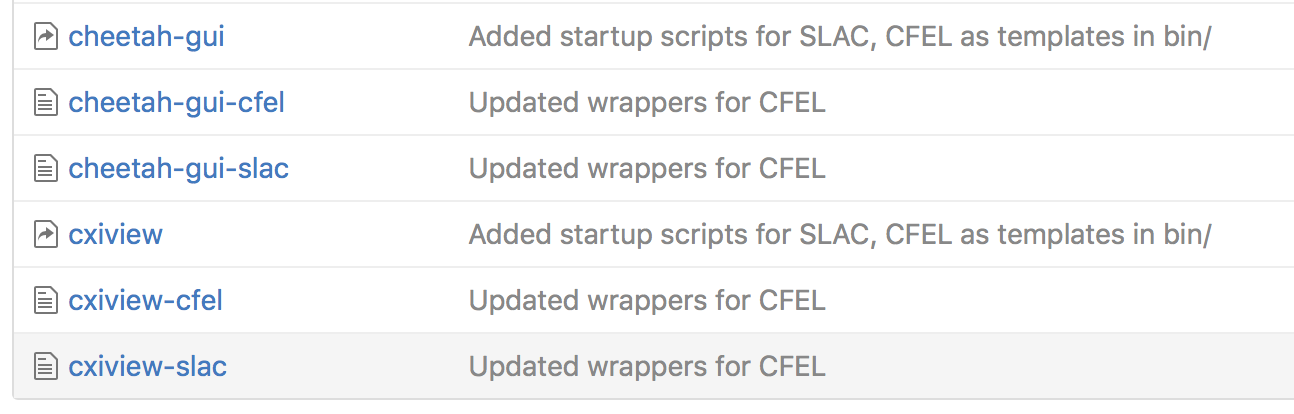 cheetah-gui Added startup scripts for SLAC, CFEL as templates in bin/
cheetah-gui-cfel Updated wrappers for CFEL
cheetah-gui-slac Updated wrappers for CFEL
cxiview Added startup scripts for SLAC, CFEL as templates in bin/
cxiview-cfel Updated wrappers for CFEL
cxiview-slac Updated wrappers for CFEL